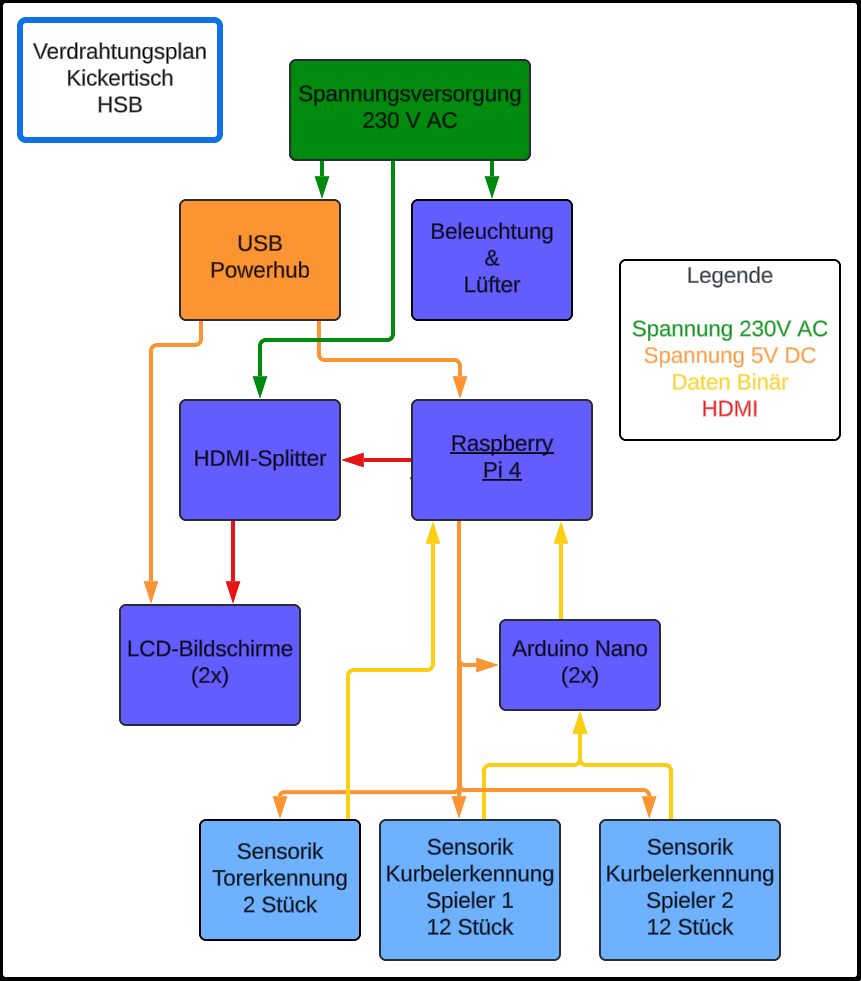 Verdrahtungsplan
Kickertisch
HSB
Spannungsversorgung
230 V AC
USB
Powerhub
Beleuchtung
&
Lüfter
Legende
Spannung 230V AC
Spannung 5V DC
Daten Binär
HDMI
HDMI-Splitter
Raspberry
Pi 4
LCD-Bildschirme
(2x)
Arduino Nano
(2x)
Sensorik
Torerkennung
2 Stück
Sensorik
Kurbelerkennung
Spieler 1
12 Stück
Sensorik
Kurbelerkennung
Spieler 2
12 Stück